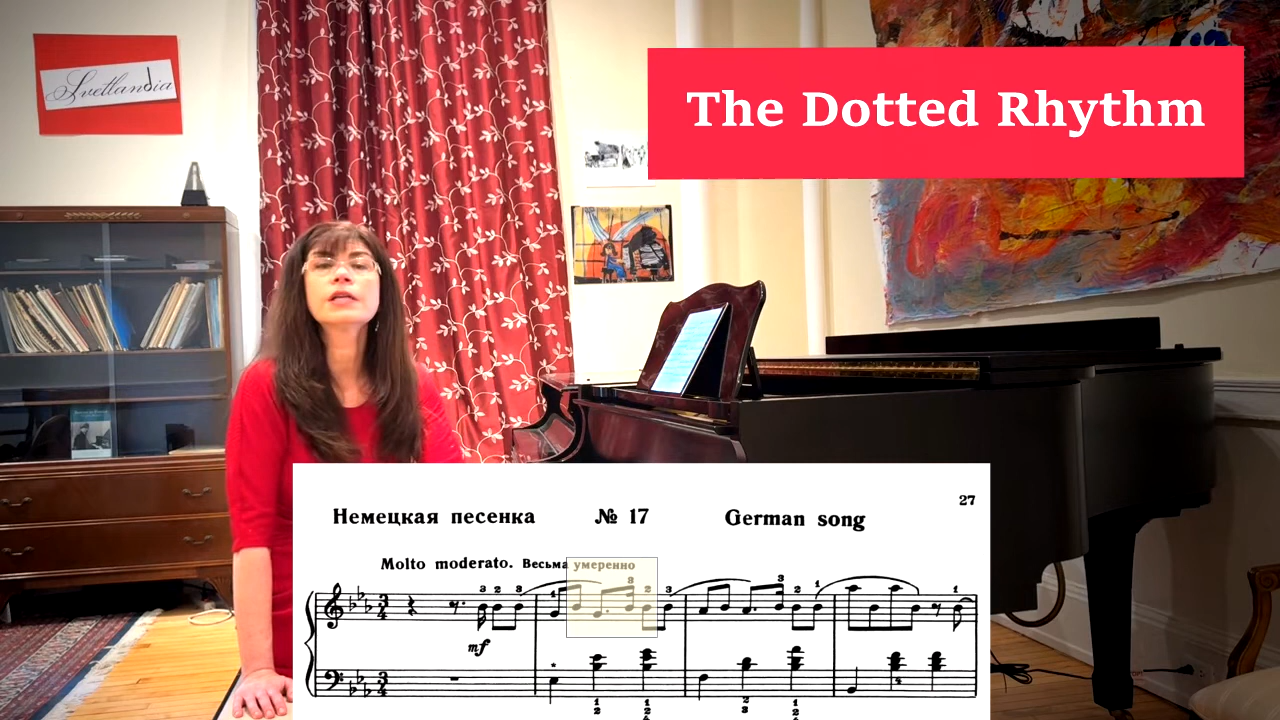 Svetlandia
The Dotted Rhythm
27
Немецкая песенка № 17 German song
Molto moderato. Весьма умеренно
mf